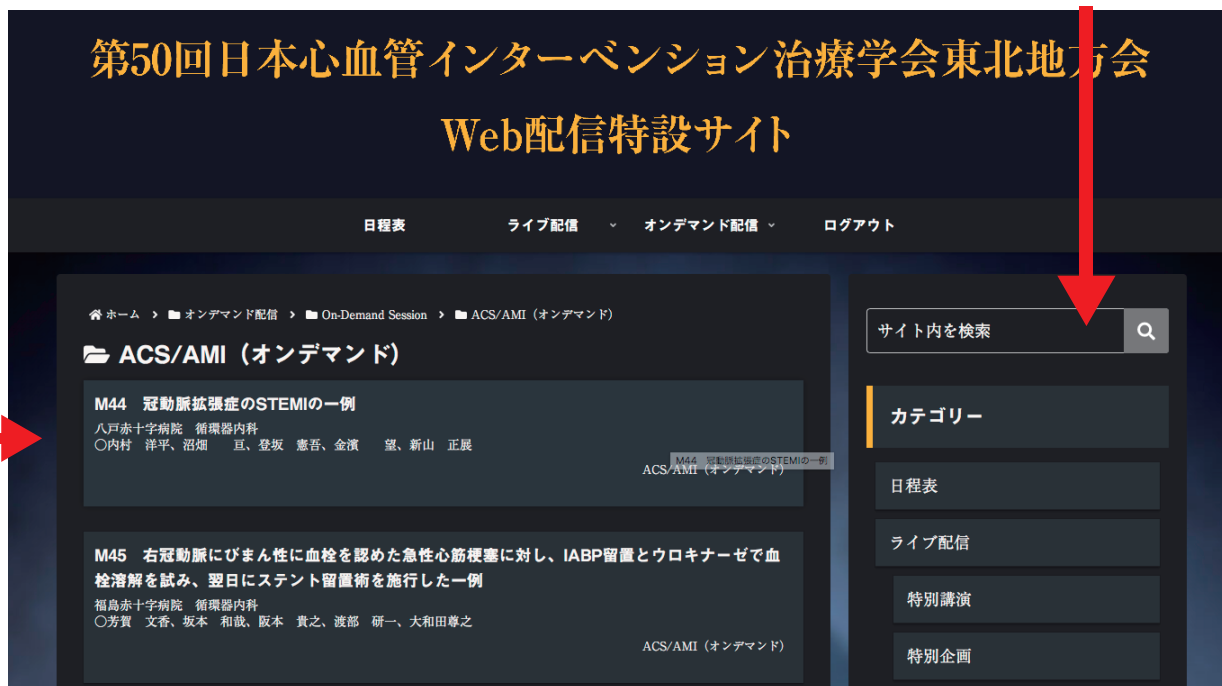 第50回日本心血管インターベンション治療学会東北地方会
Web配信特設サイト
日程表
ライブ配信
オンデマンド配信
ログアウト
ホーム > オンデマンド配信 > On-Demand Session > ACS/AMI(オンデマンド)
ACS/AMI(オンデマンド)
M44 冠動脈拡張症のSTEMIの一例
八戸赤十字病院 循環器内科
〇内村 洋平、沼畑 亘、登坂 憲吾、金濱 望、新山 正展
M44 冠動脈拡張症のSTEMIの一例
ACS/AMI(オンデマンド)
M45 右冠動脈にびまん性に血栓を認めた急性心筋梗塞に対し、IABP留置とウロキナーゼで血
栓溶解を試み、翌日にステント留置術を施行した一例
福島赤十字病院 循環器内科
〇芳賀 文香、坂本 和哉、阪本 貴之、渡部 研一、大和田尊之
ACS/AMI(オンデマンド)
サイト内を検索
カテゴリー
日程表
ライブ配信
特別講演
特別企画